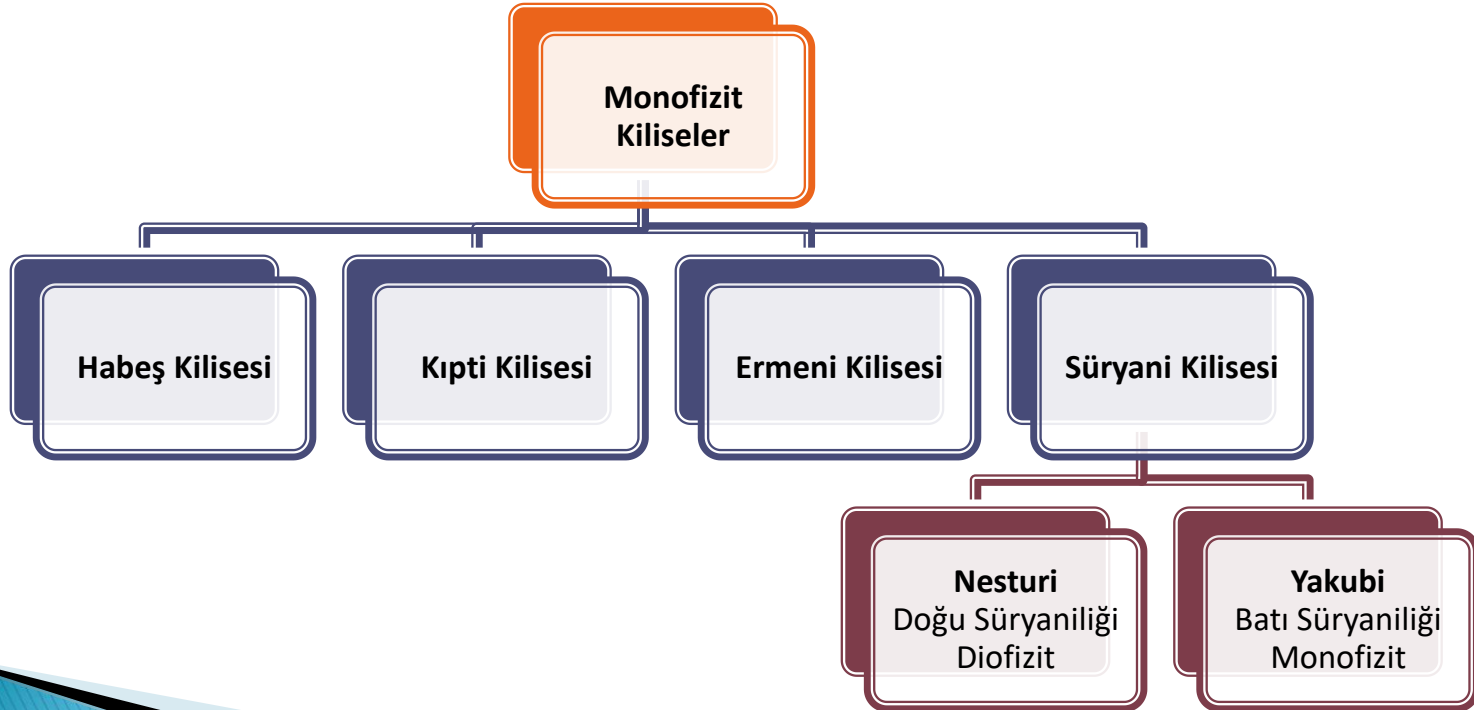 Monofizit
Kiliseler
Habeş Kilisesi
Kıpti Kilisesi
Ermeni Kilisesi
Süryani Kilisesi
Nesturi
Doğu Süryaniliği
Diofizit
Yakubi
Batı Süryaniliği
Monofizit